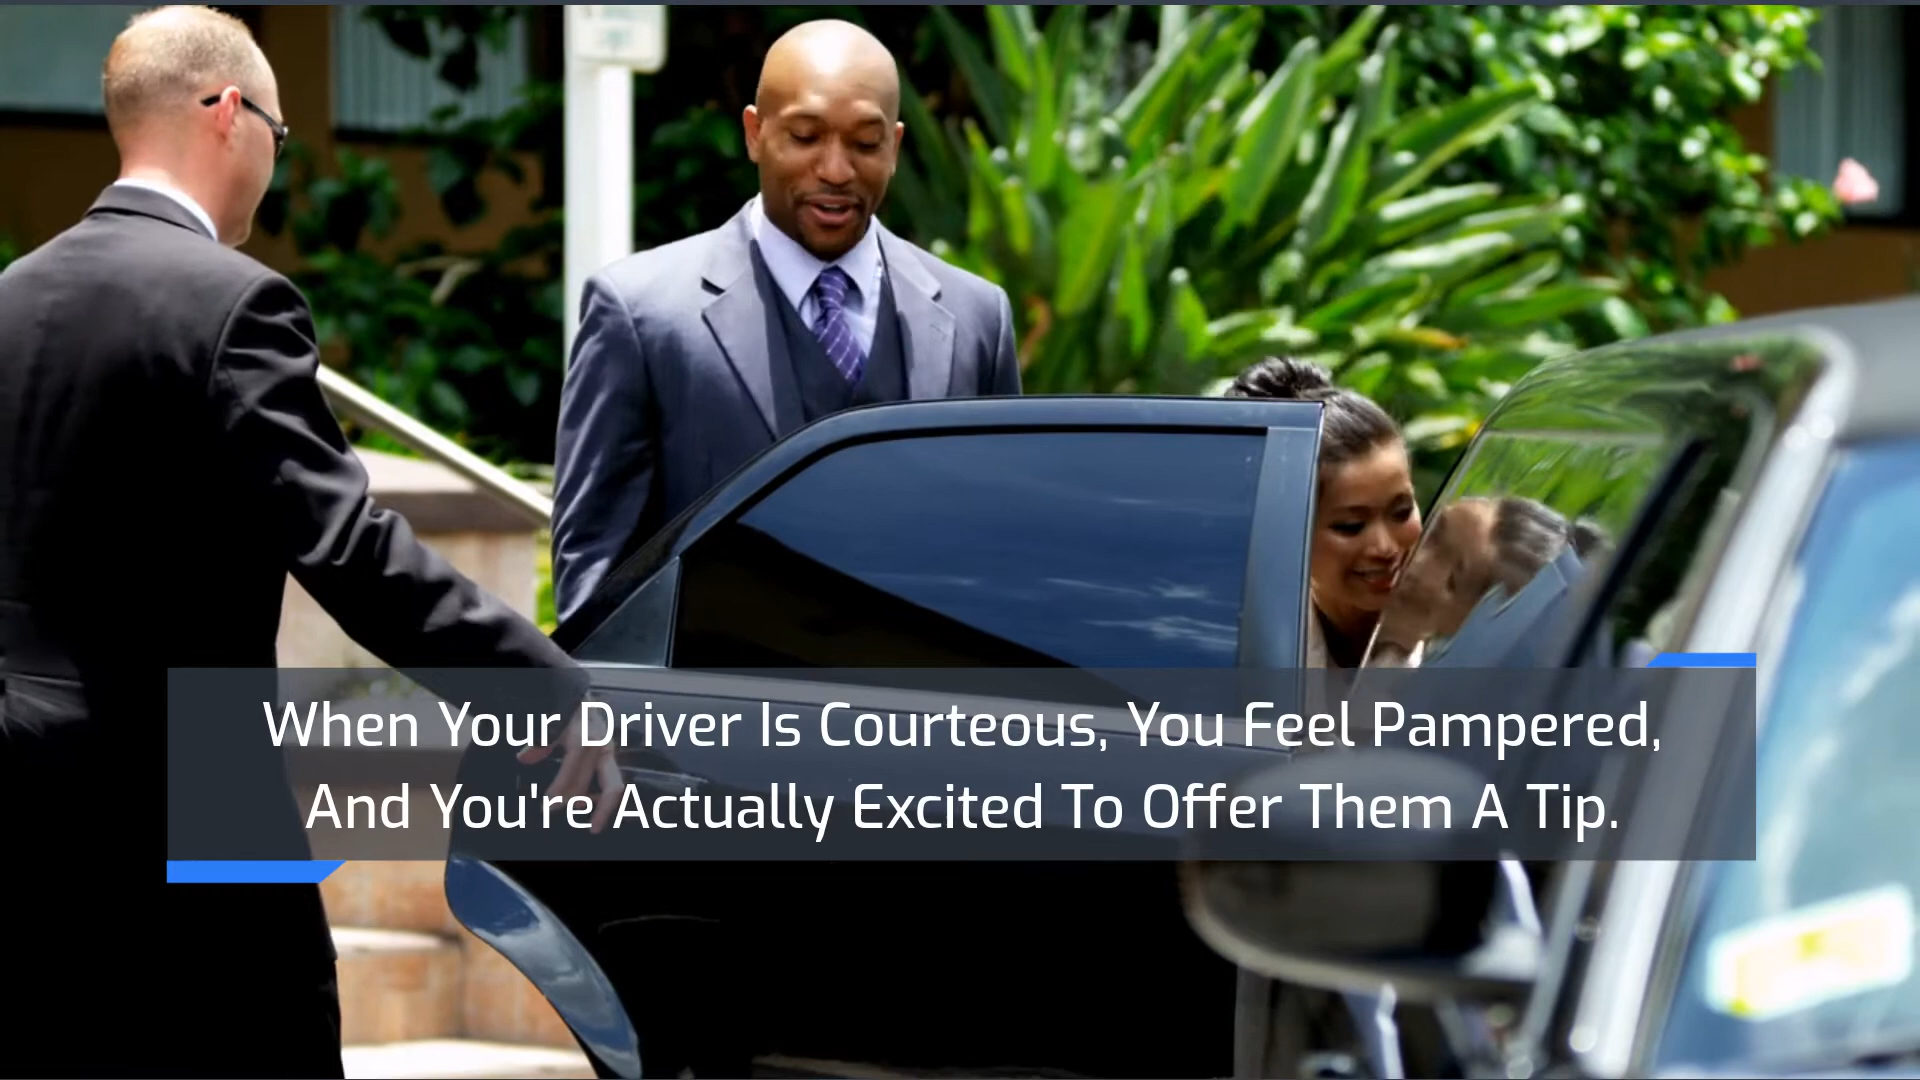 When Your Driver Is Courteous, You Feel Pampered,
And You're Actually Excited To Offer Them A Tip.